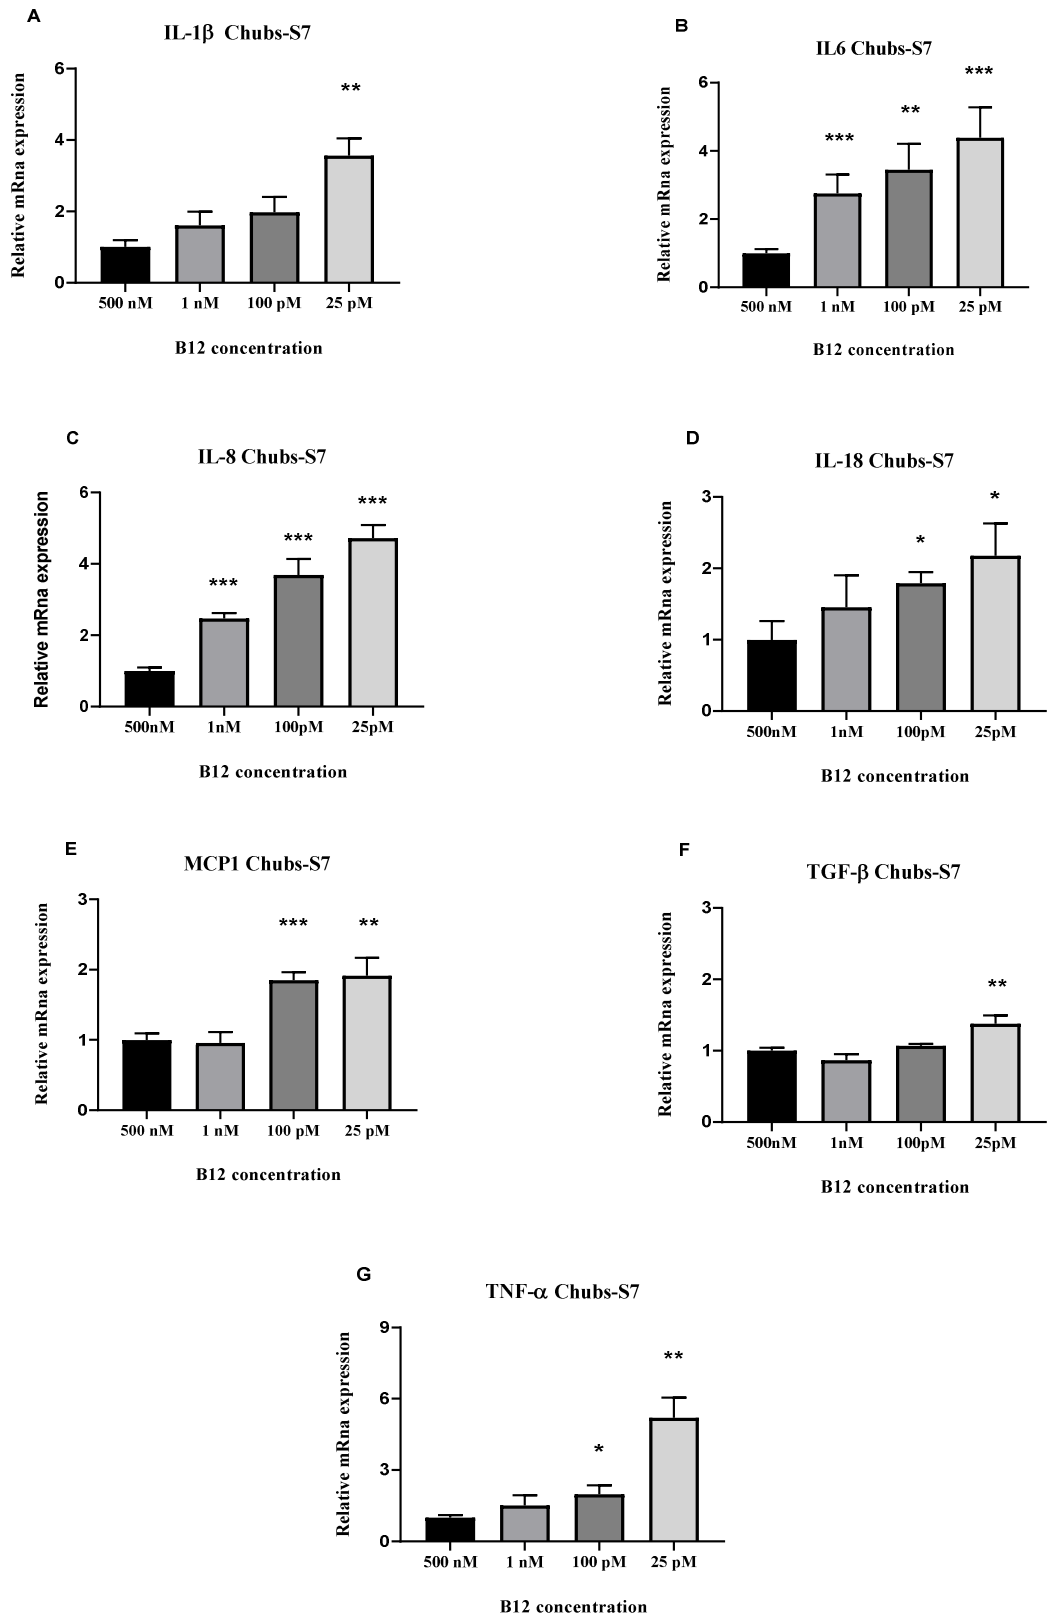 A
IL-1β Chubs-S7
Relative mRna expression
6
4
2
0
**
500 nM 1 nM 100 pM 25 pM
B12 concentration
B
IL6 Chubs-S7
Relative mRna expression
6
4
2
0
*** ** ***
500 nM 1 nM 100 pM 25 pM
B12 concentration
C
IL-8 Chubs-S7
Relative mRna expression
6
4
2
0
*** *** ***
500nM 1nM 100pM 25pM
B12 concentration
D
IL-18 Chubs-S7
Relative mRna expression
3
2
1
0
* *
500nM 1nM 100pM 25pM
B12 concentration
E
MCP1 Chubs-S7
Relative mRna expression
3
2
1
0
*** **
500 nM 1 nM 100 pM 25 pM
B12 concentration
F
TGF-β Chubs-S7
Relative mRna expression
3
2
1
0
**
500nM 1nM 100pM 25pM
B12 concentration
G
TNF-α Chubs-S7
Relative mRna expression
9
6
3
0
* **
500 nM 1 nM 100 pM 25 pM
B12 concentration